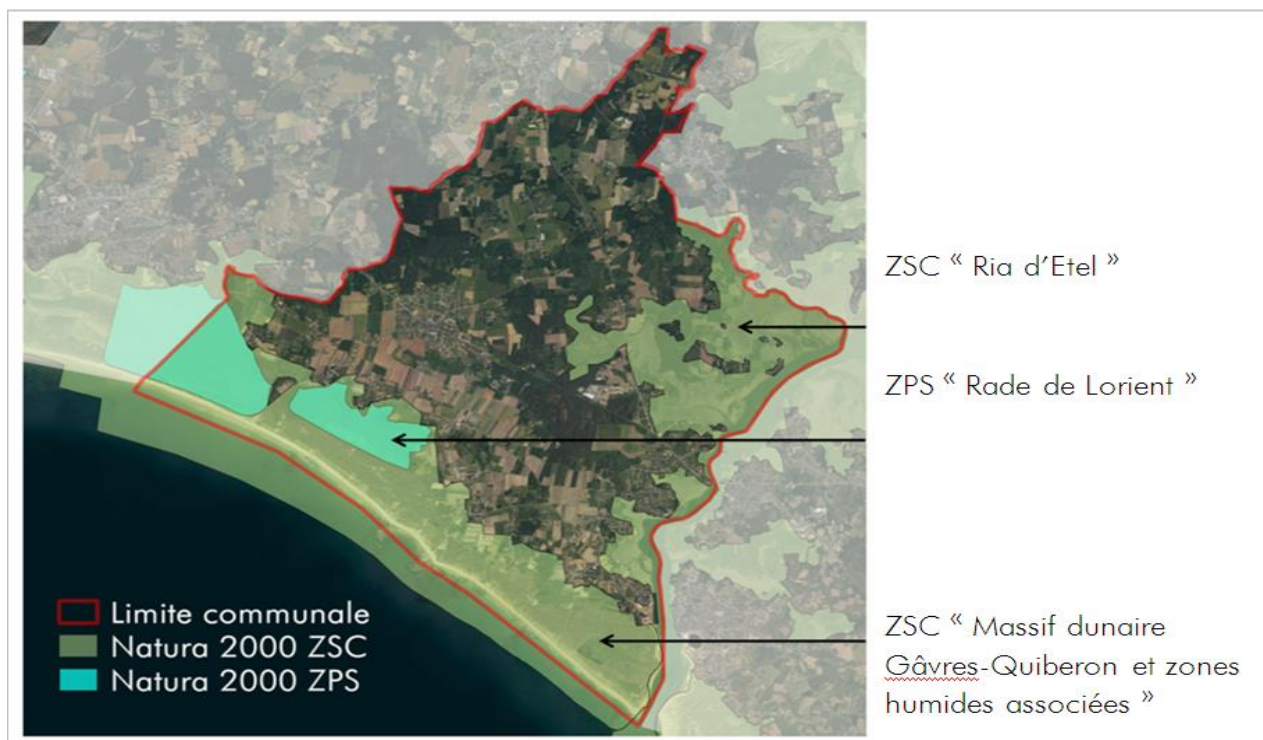 ZSC " Ria d'Etel "
ZPS " Rade de Lorient "
ZSC " Massif dunaire
Gâvres-Quiberon et zones
humides associées "
Limite communale
Natura 2000 ZSC
Natura 2000 ZPS